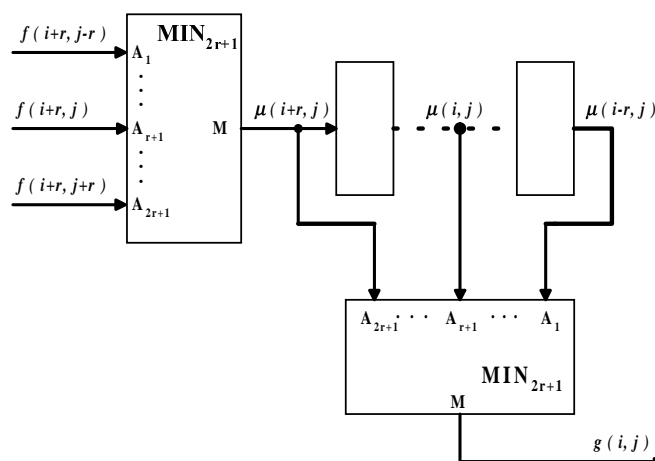 f(i+r, j-r)
MIN2r+1
A1
f(i+r, j)
Ar+1
M
μ(i+r, j)
μ(i, j)
μ(i-r, j)
f(i+r, j+r)
A2r+1
A2r+1 · · · Ar+1 · · · A1
MIN2r+1
M
g(i, j)